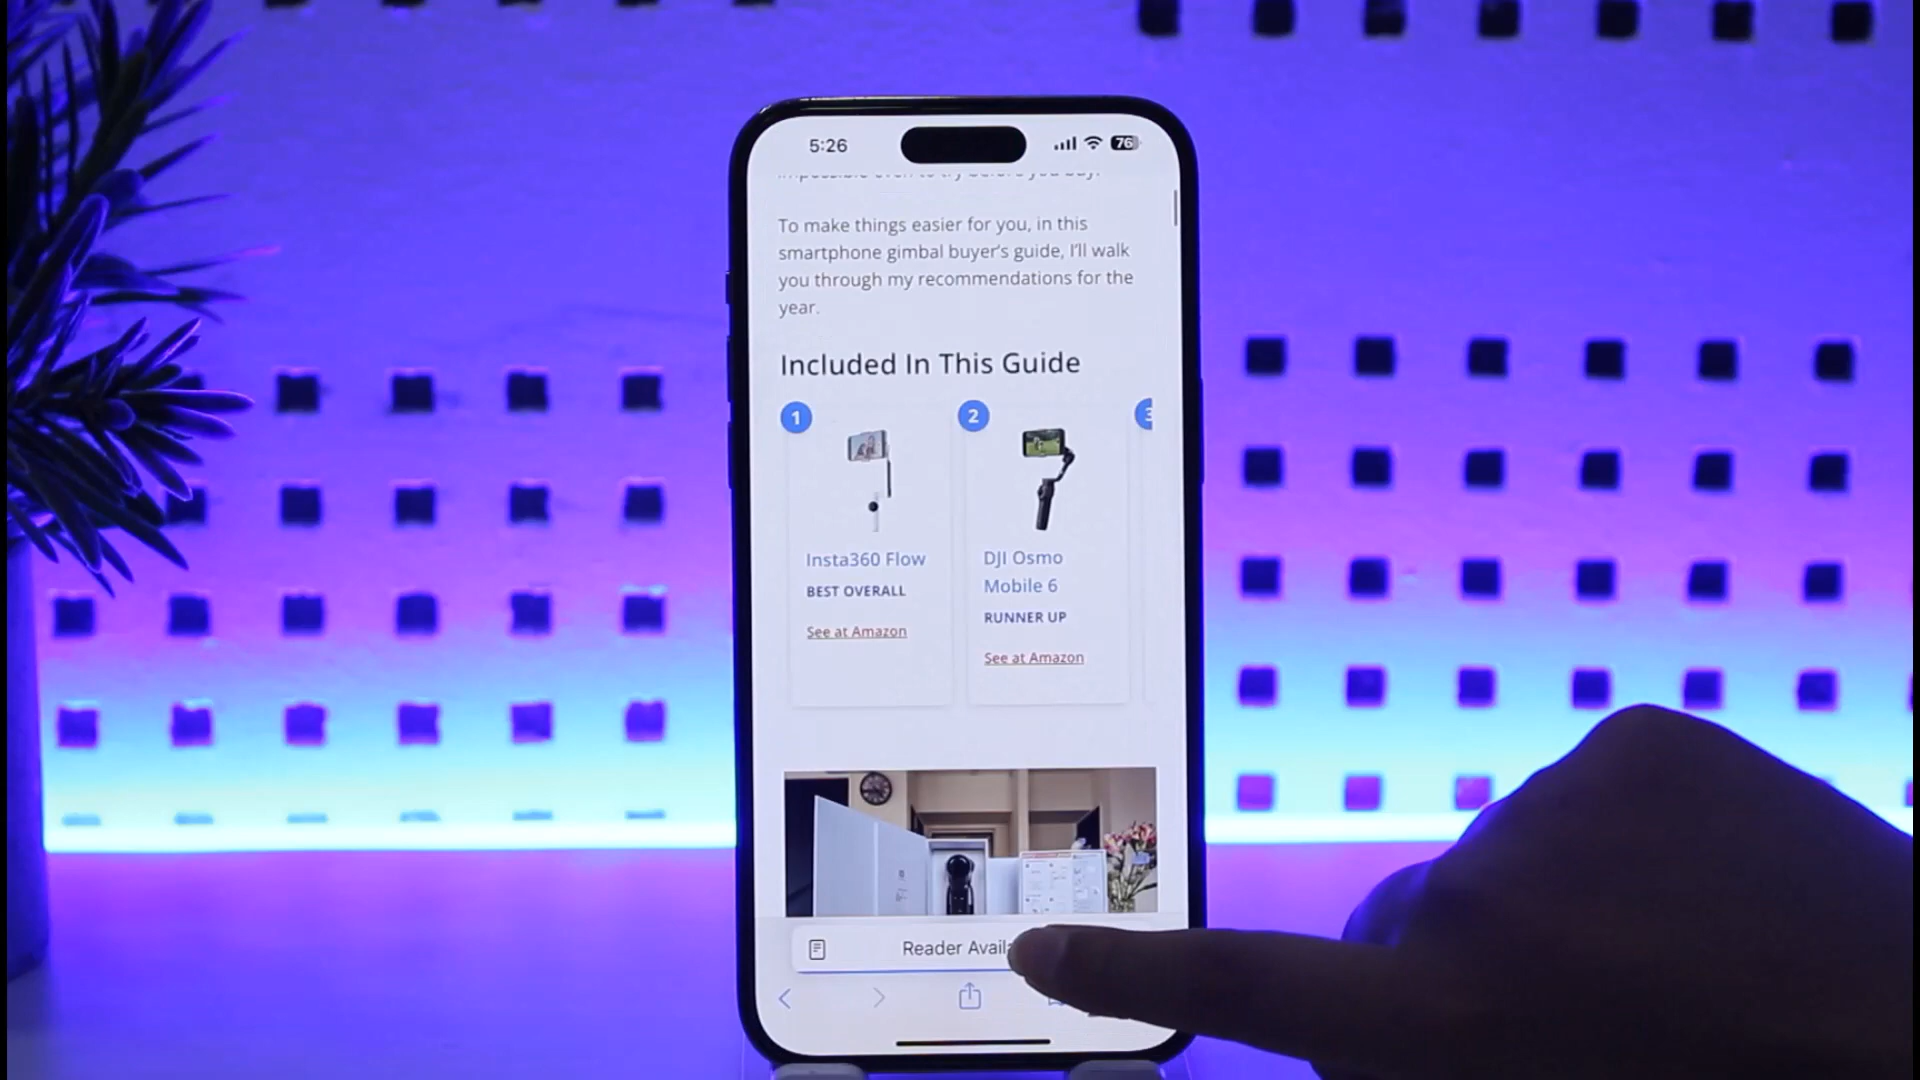 5:26
76
To make things easier for you, in this
smartphone gimbal buyer's guide, I'll walk
you through my recommendations for the
year.
Included In This Guide
1
2
3
Insta360 Flow
BEST OVERALL
See at Amazon
DJI Osmo
Mobile 6
RUNNER UP
See at Amazon
Reader